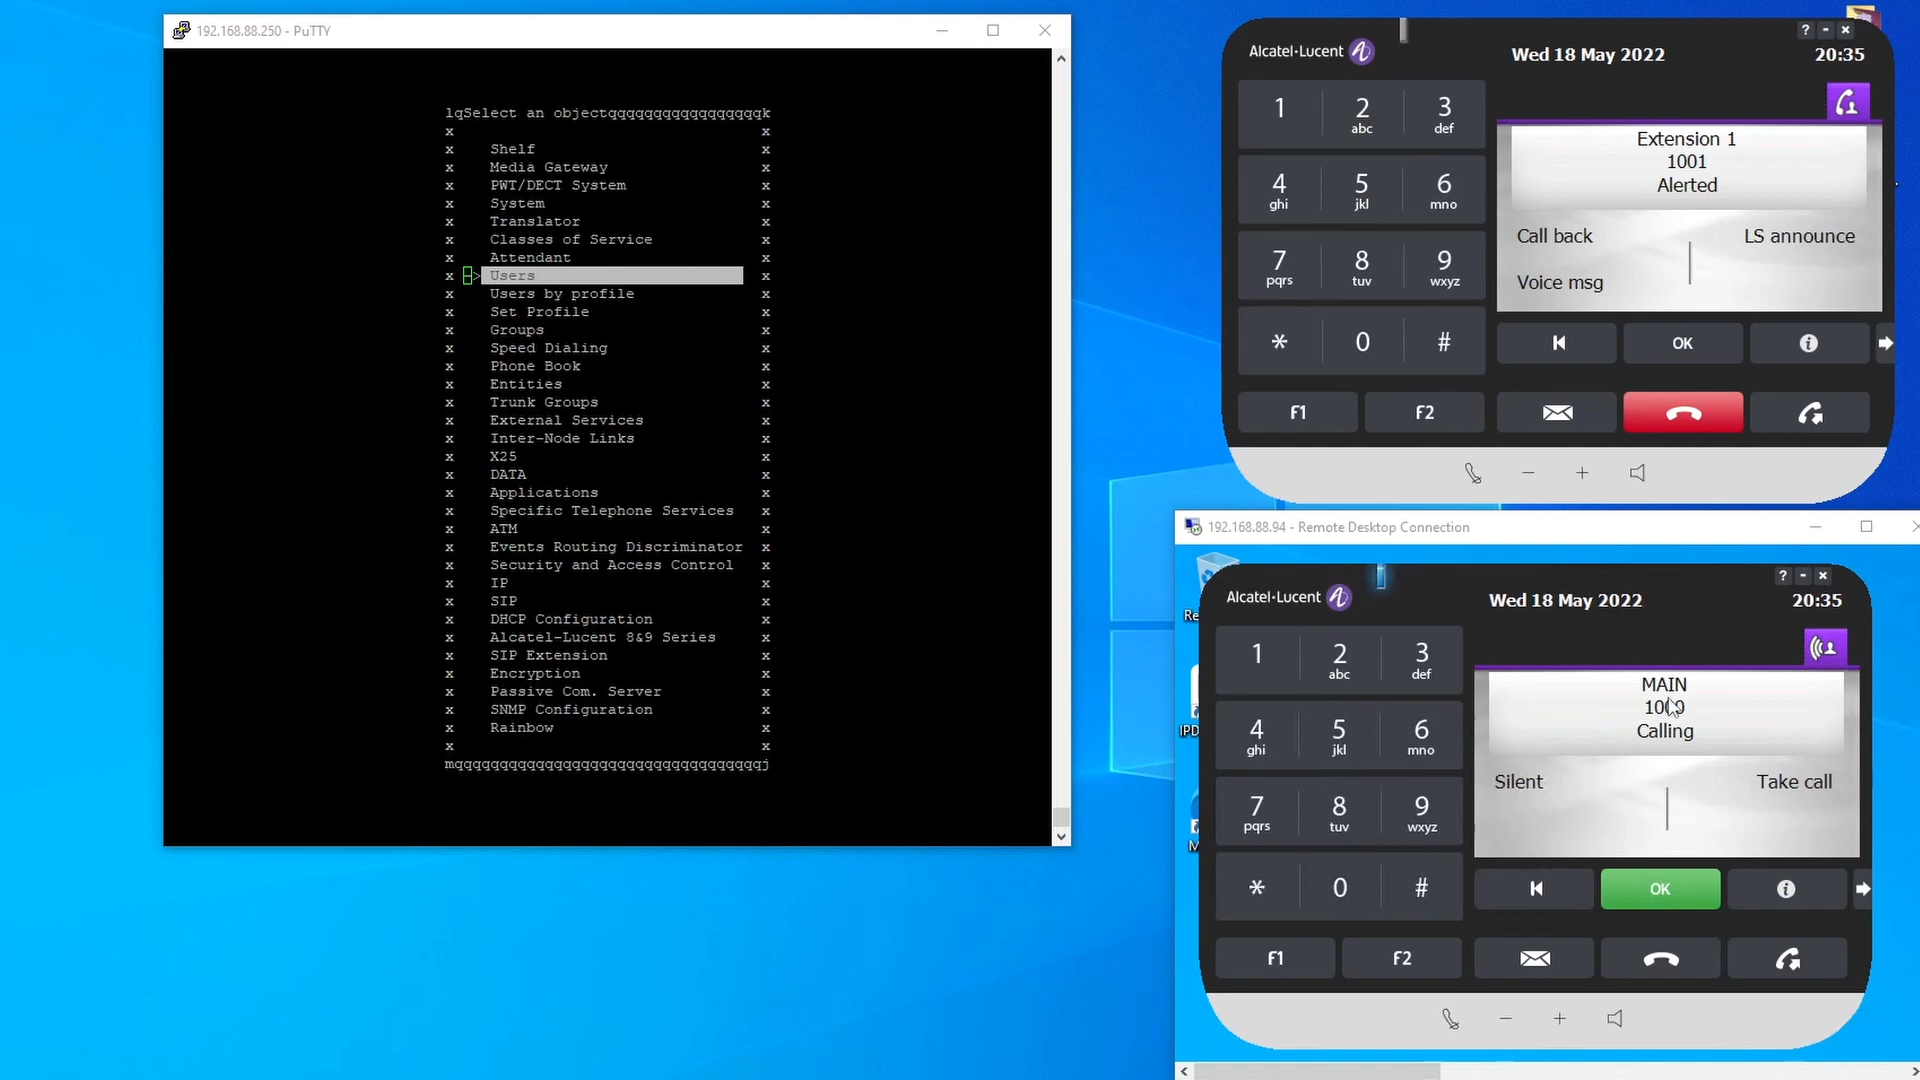 192.168.88.250 - PuTTY
lqSelect an objectqqqqqqqqqqqqqqqqqk
x x
x Shelf x
x Media Gateway x
x PWT/DECT System x
x System x
x Translator x
x Classes of Service x
x Attendant x
x -> Users x
x Users by profile x
x Set Profile x
x Groups x
x Speed Dialing x
x Phone Book x
x Entities x
x Trunk Groups x
x External Services x
x Inter-Node Links x
x X25 x
x DATA x
x Applications x
x Specific Telephone Services x
x ATM x
x Events Routing Discriminator x
x Security and Access Control x
x IP x
x SIP x
x DHCP Configuration x
x Alcatel-Lucent 8&9 Series x
x SIP Extension x
x Encryption x
x Passive Com. Server x
x SNMP Configuration x
x Rainbow x
x x
mqqqqqqqqqqqqqqqqqqqqqqqqqqqqqqqqqqj
? - x
Alcatel·Lucent
Wed 18 May 2022 20:35
1 2 3
abc def
4 5 6
ghi jkl mno
7 8 9
pqrs tuv wxyz
* 0 #
F1 F2
Extension 1
1001
Alerted
Call back LS announce
Voice msg
OK
192.168.88.94 - Remote Desktop Connection
Re
IPD
M
? - x
Alcatel·Lucent
Wed 18 May 2022 20:35
1 2 3
abc def
4 5 6
ghi jkl mno
7 8 9
pqrs tuv wxyz
* 0 #
F1 F2
MAIN
Calling
Silent Take call
OK